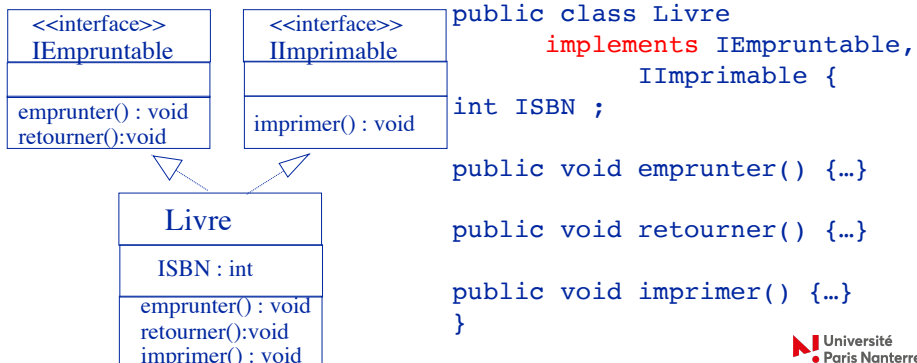 <<interface>>
IEmpruntable
emprunter() : void
retourner():void
<<interface>>
IImprimable
imprimer() : void
Livre
ISBN : int
emprunter() : void
retourner():void
imprimer() : void
public class Livre
implements IEmpruntable,
IImprimable {
int ISBN ;
public void emprunter() {…}
public void retourner() {…}
public void imprimer() {…}
}
Université
Paris Nanterre